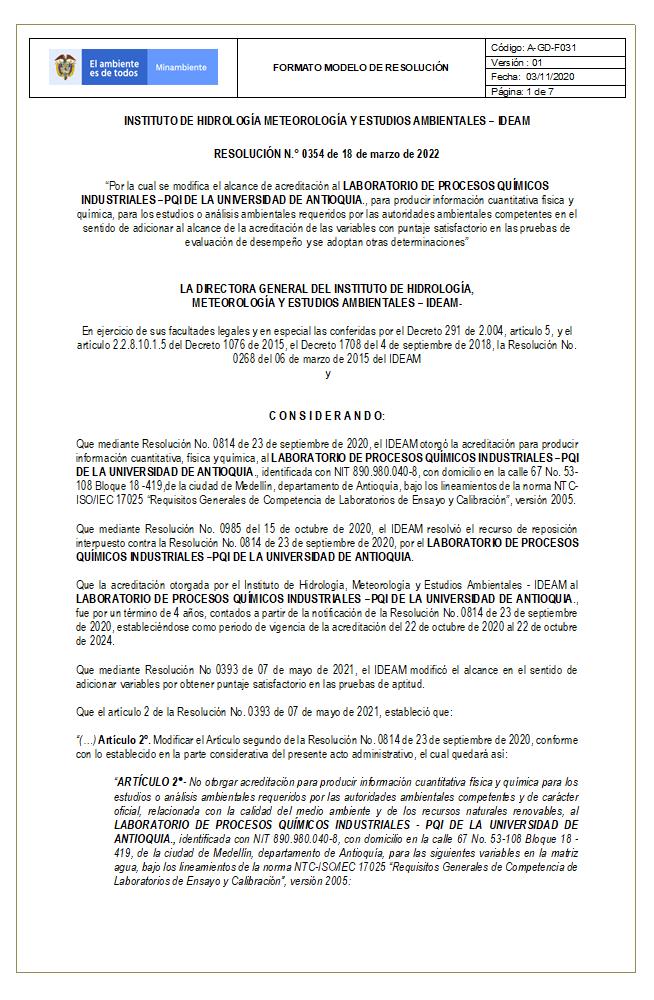 El ambiente
es de todos
Minambiente
FORMATO MODELO DE RESOLUCIÓN
Código: A-GD-F031
Versión : 01
Fecha: 03/11/2020
Página: 1 de 7
INSTITUTO DE HIDROLOGÍA METEOROLOGÍA Y ESTUDIOS AMBIENTALES – IDEAM
RESOLUCIÓN N.° 0354 de 18 de marzo de 2022
“Por la cual se modifica el alcance de acreditación al LABORATORIO DE PROCESOS QUÍMICOS
INDUSTRIALES –PQI DE LA UNIVERSIDAD DE ANTIOQUIA., para producir información cuantitativa física y
química, para los estudios o análisis ambientales requeridos por las autoridades ambientales competentes en el
sentido de adicionar al alcance de la acreditación de las variables con puntaje satisfactorio en las pruebas de
evaluación de desempeño y se adoptan otras determinaciones”
LA DIRECTORA GENERAL DEL INSTITUTO DE HIDROLOGÍA,
METEOROLOGÍA Y ESTUDIOS AMBIENTALES – IDEAM-
En ejercicio de sus facultades legales y en especial las conferidas por el Decreto 291 de 2.004, artículo 5, y el
artículo 2.2.8.10.1.5 del Decreto 1076 de 2015, el Decreto 1708 del 4 de septiembre de 2018, la Resolución No.
0268 del 06 de marzo de 2015 del IDEAM
y
C O N S I D E R A N D O:
Que mediante Resolución No. 0814 de 23 de septiembre de 2020, el IDEAM otorgó la acreditación para producir
información cuantitativa, física y química, al LABORATORIO DE PROCESOS QUÍMICOS INDUSTRIALES –PQI
DE LA UNIVERSIDAD DE ANTIOQUIA., identificada con NIT 890.980.040-8, con domicilio en la calle 67 No. 53-
108 Bloque 18 -419,de la ciudad de Medellín, departamento de Antioquia, bajo los lineamientos de la norma NTC-
ISO/IEC 17025 “Requisitos Generales de Competencia de Laboratorios de Ensayo y Calibración”, versión 2005.
Que mediante Resolución No. 0985 del 15 de octubre de 2020, el IDEAM resolvió el recurso de reposición
interpuesto contra la Resolución No. 0814 de 23 de septiembre de 2020, por el LABORATORIO DE PROCESOS
QUÍMICOS INDUSTRIALES –PQI DE LA UNIVERSIDAD DE ANTIOQUIA.
Que la acreditación otorgada por el Instituto de Hidrología, Meteorología y Estudios Ambientales - IDEAM al
LABORATORIO DE PROCESOS QUÍMICOS INDUSTRIALES –PQI DE LA UNIVERSIDAD DE ANTIOQUIA.,
fue por un término de 4 años, contados a partir de la notificación de la Resolución No. 0814 de 23 de septiembre
de 2020, estableciéndose como periodo de vigencia de la acreditación del 22 de octubre de 2020 al 22 de octubre
de 2024.
Que mediante Resolución No 0393 de 07 de mayo de 2021, el IDEAM modificó el alcance en el sentido de
adicionar variables por obtener puntaje satisfactorio en las pruebas de aptitud.
Que el artículo 2 de la Resolución No. 0393 de 07 de mayo de 2021, estableció que:
“(…) Artículo 2°. Modificar el Artículo segundo de la Resolución No. 0814 de 23 de septiembre de 2020, conforme
con lo establecido en la parte considerativa del presente acto administrativo, el cual quedará así:
“ARTÍCULO 2°- No otorgar acreditación para producir información cuantitativa física y química para los
estudios o análisis ambientales requeridos por las autoridades ambientales competentes y de carácter
oficial, relacionada con la calidad del medio ambiente y de los recursos naturales renovables, al
LABORATORIO DE PROCESOS QUÍMICOS INDUSTRIALES - PQI DE LA UNIVERSIDAD DE
ANTIOQUIA., identificada con NIT 890.980.040-8, con domicilio en la calle 67 No. 53-108 Bloque 18 -
419, de la ciudad de Medellín, departamento de Antioquía, para las siguientes variables en la matriz
agua, bajo los lineamientos de la norma NTC-ISO/IEC 17025 “Requisitos Generales de Competencia de
Laboratorios de Ensayo y Calibración”, versión 2005: